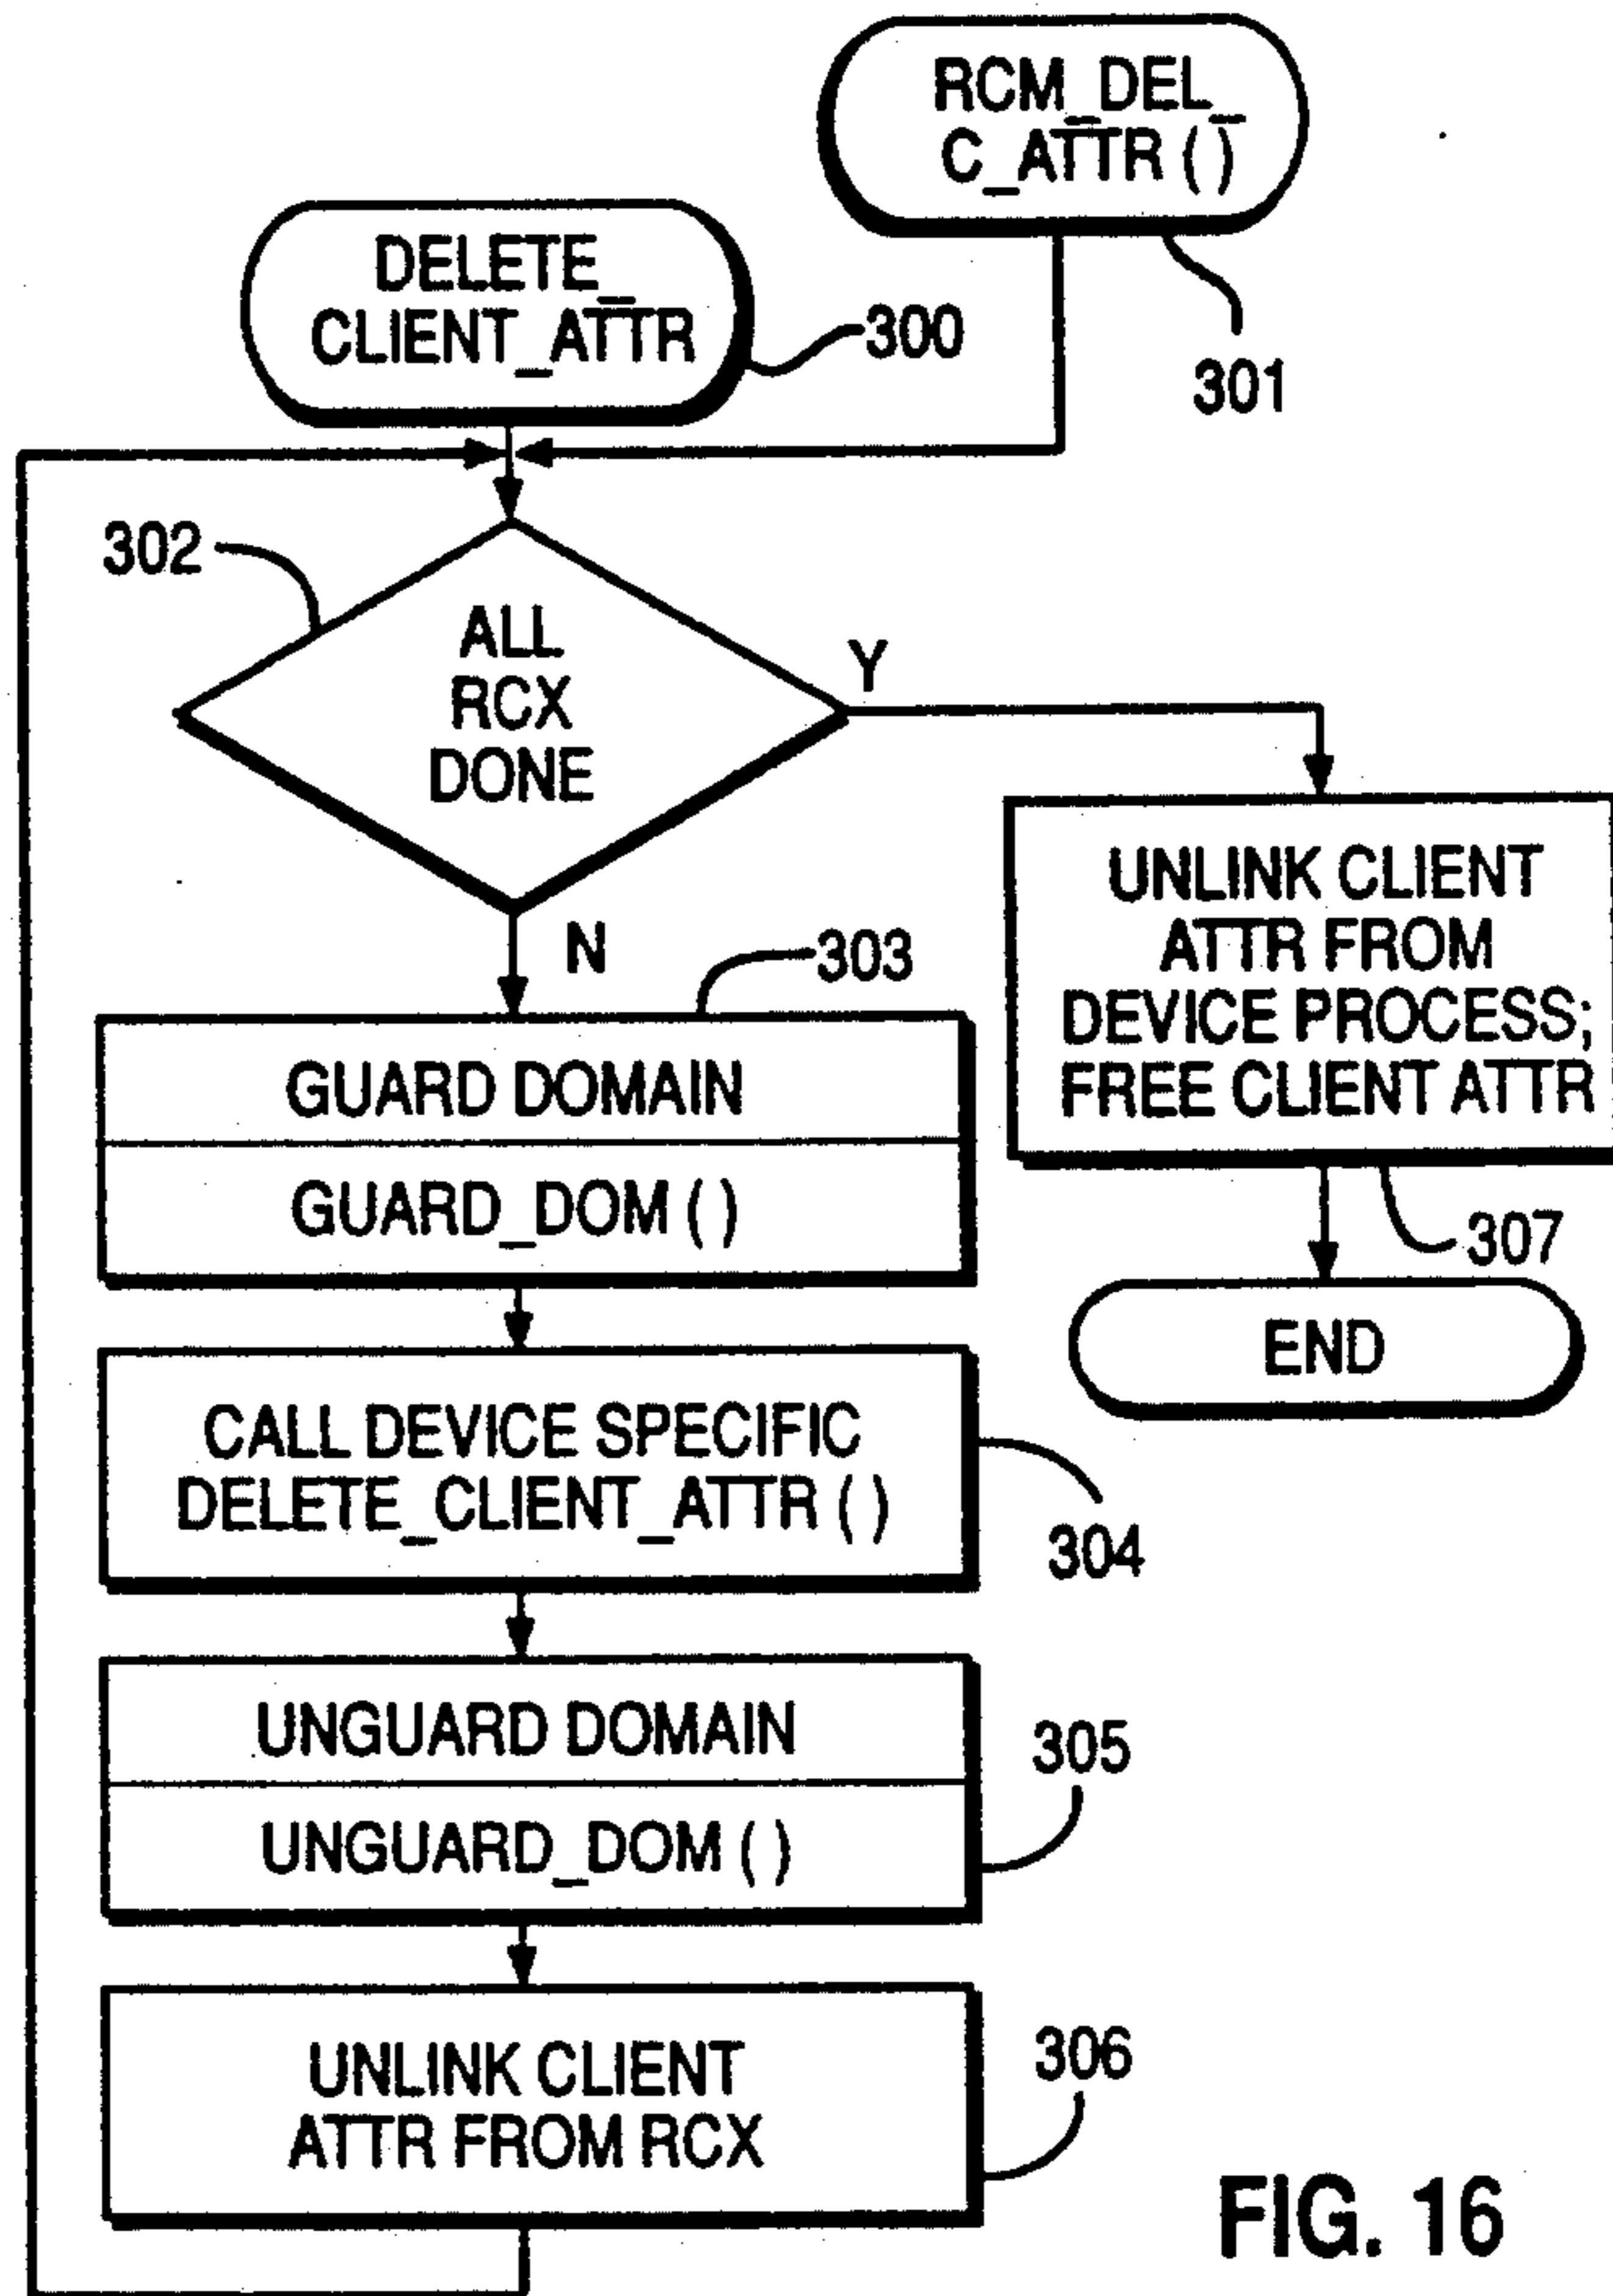 RCM_DEL_
C_ATTR ( )
301
DELETE_
CLIENT_ATTR
300
302
ALL
RCX
DONE
Y
N
UNLINK CLIENT
ATTR FROM
DEVICE PROCESS;
FREE CLIENT ATTR
307
END
303
GUARD DOMAIN
GUARD_DOM ( )
CALL DEVICE SPECIFIC
DELETE_CLIENT_ATTR ( )
304
UNGUARD DOMAIN
UNGUARD_DOM ( )
305
UNLINK CLIENT
ATTR FROM RCX
306
FIG. 16